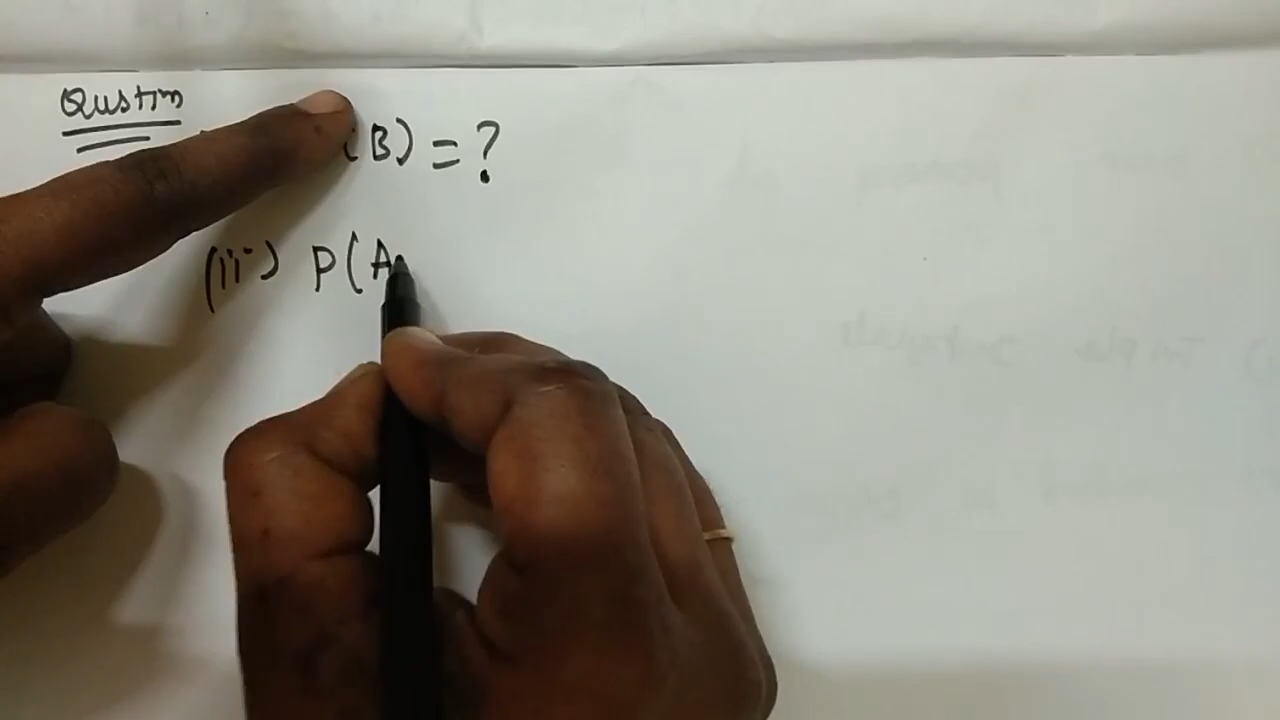 Qustin
(B) = ?
(ii) P(A